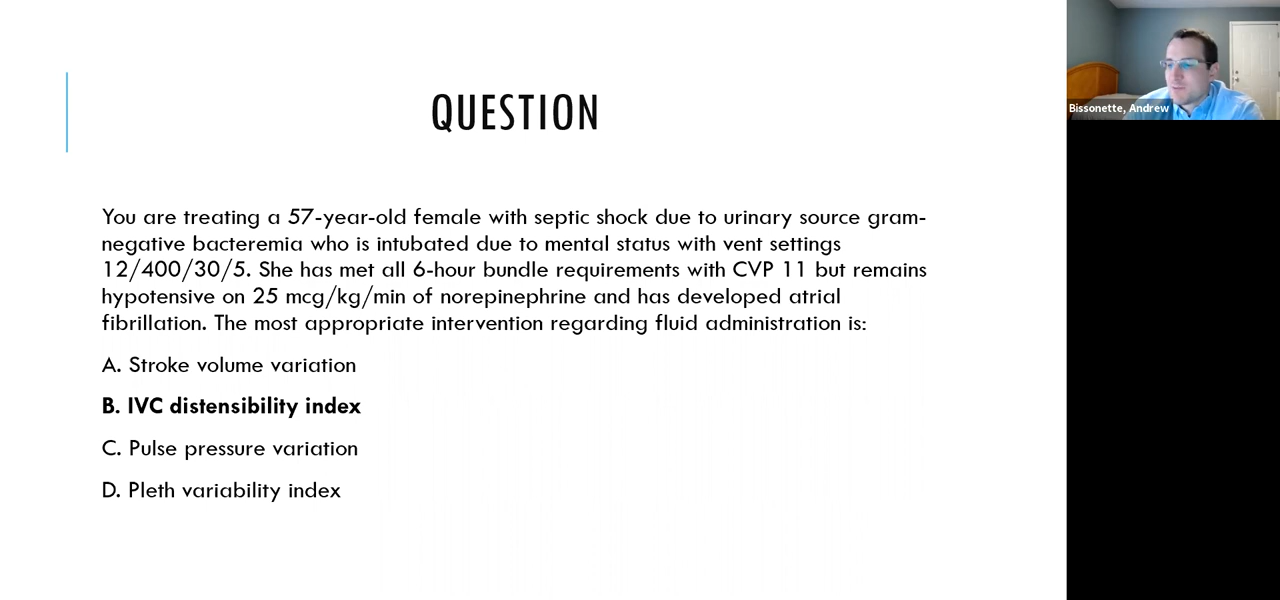 QUESTION
You are treating a 57-year-old female with septic shock due to urinary source gram-
negative bacteremia who is intubated due to mental status with vent settings
12/400/30/5. She has met all 6-hour bundle requirements with CVP 11 but remains
hypotensive on 25 mcg/kg/min of norepinephrine and has developed atrial
fibrillation. The most appropriate intervention regarding fluid administration is:
A. Stroke volume variation
B. IVC distensibility index
C. Pulse pressure variation
D. Pleth variability index
Bissonette, Andrew